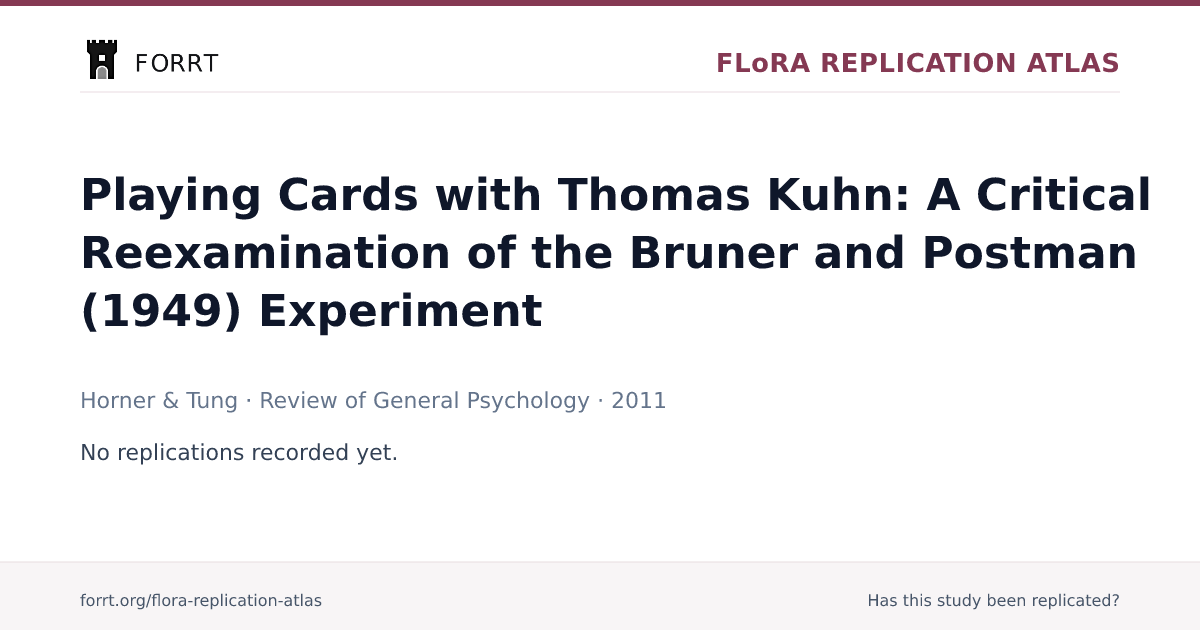 FORRT
FLoRA REPLICATION ATLAS
Playing Cards with Thomas Kuhn: A Critical
Reexamination of the Bruner and Postman
(1949) Experiment
Horner & Tung · Review of General Psychology · 2011
No replications recorded yet.
forrt.org/flora-replication-atlas
Has this study been replicated?